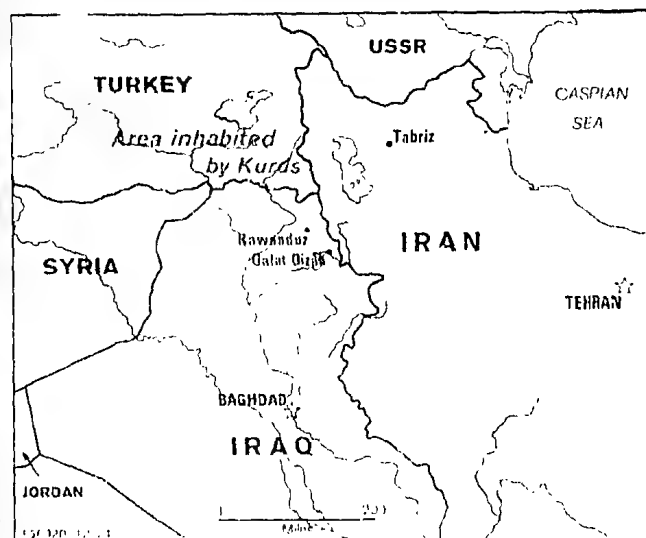 USSR
TURKEY
CASPIAN
SEA
Area inhabited
by Kurds
Tabriz
Rawanduz
Qalat Dizah
IRAN
SYRIA
TEHRAN
BAGHDAD
IRAQ
JORDAN